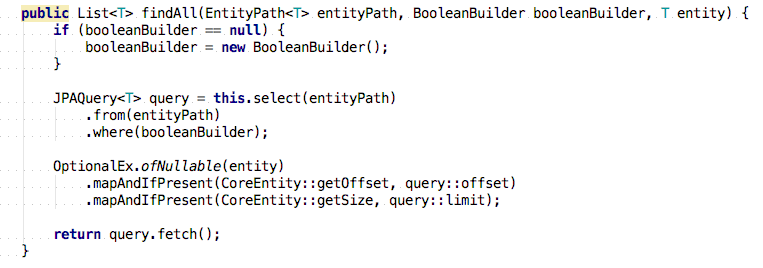 public List<T> findAll(EntityPath<T> entityPath, BooleanBuilder booleanBuilder, T entity) {
    if (booleanBuilder == null) {
        booleanBuilder = new BooleanBuilder();
    }

    JPAQuery<T> query = this.select(entityPath)
        .from(entityPath)
        .where(booleanBuilder);

    OptionalEx.ofNullable(entity)
        .mapAndIfPresent(CoreEntity::getOffset, query::offset)
        .mapAndIfPresent(CoreEntity::getSize, query::limit);

    return query.fetch();
}